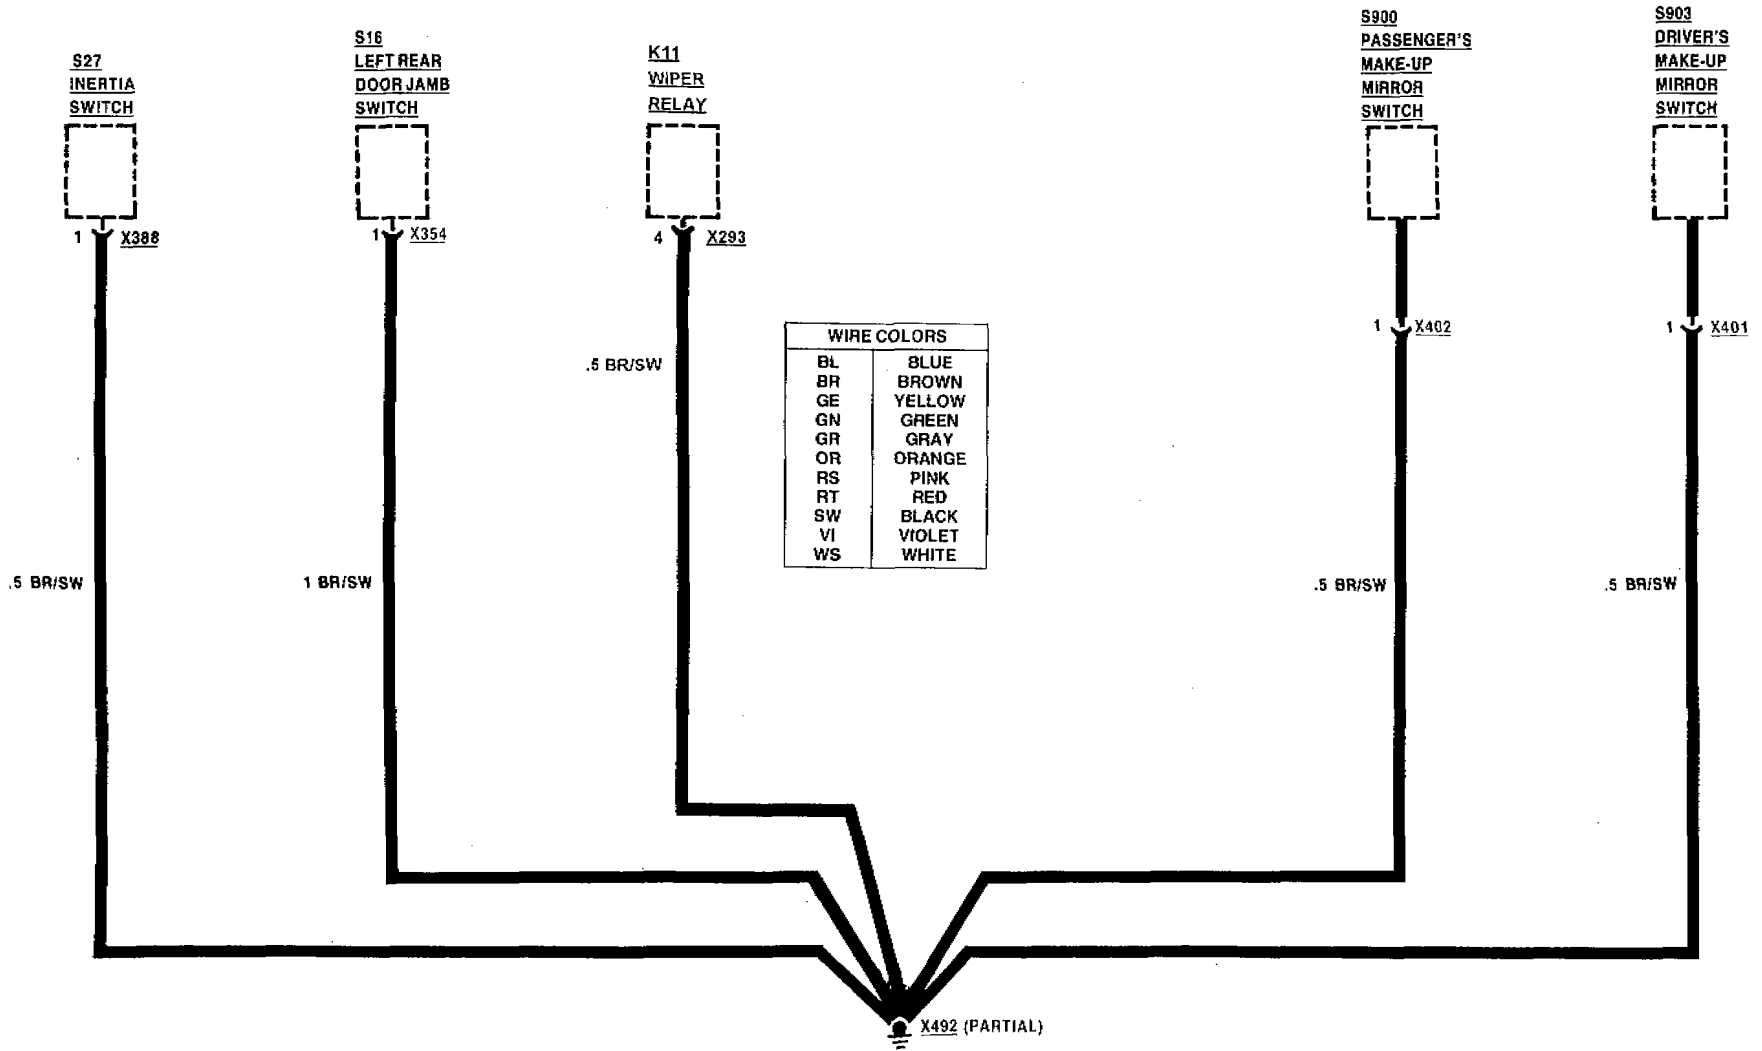 S27
INERTIA
SWITCH
S16
LEFT REAR
DOOR JAMB
SWITCH
K11
WIPER
RELAY
S900
PASSENGER'S
MAKE-UP
MIRROR
SWITCH
S903
DRIVER'S
MAKE-UP
MIRROR
SWITCH
1 X388
1 X354
4 X293
1 X402
1 X401
.5 BR/SW
WIRE COLORS
BL BLUE
BR BROWN
GE YELLOW
GN GREEN
GR GRAY
OR ORANGE
RS PINK
RT RED
SW BLACK
VI VIOLET
WS WHITE
.5 BR/SW
1 BR/SW
.5 BR/SW
.5 BR/SW
X492 (PARTIAL)